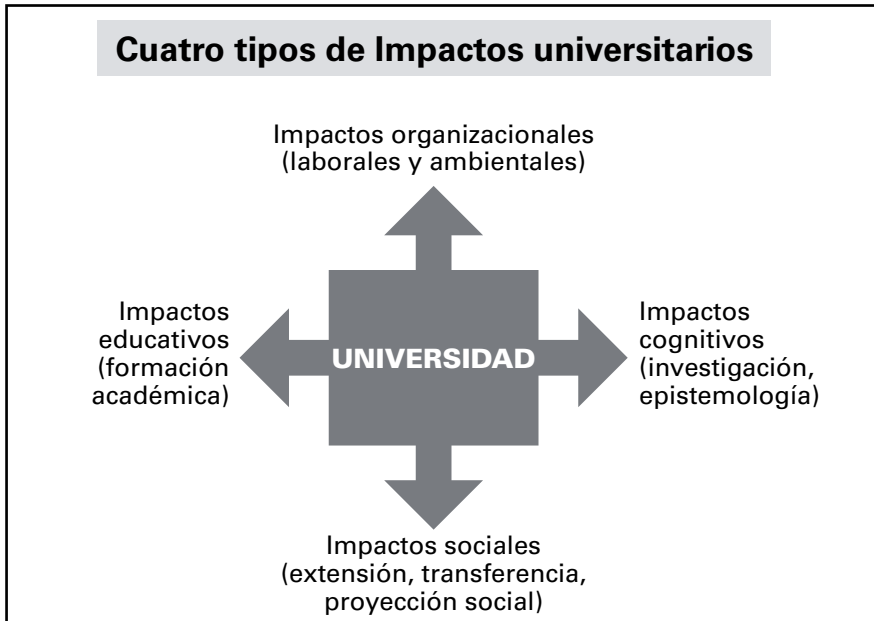 Cuatro tipos de Impactos universitarios
Impactos organizacionales
(laborales y ambientales)
Impactos
educativos
(formación
académica)
UNIVERSIDAD
Impactos
cognitivos
(investigación,
epistemología)
Impactos sociales
(extensión, transferencia,
proyección social)